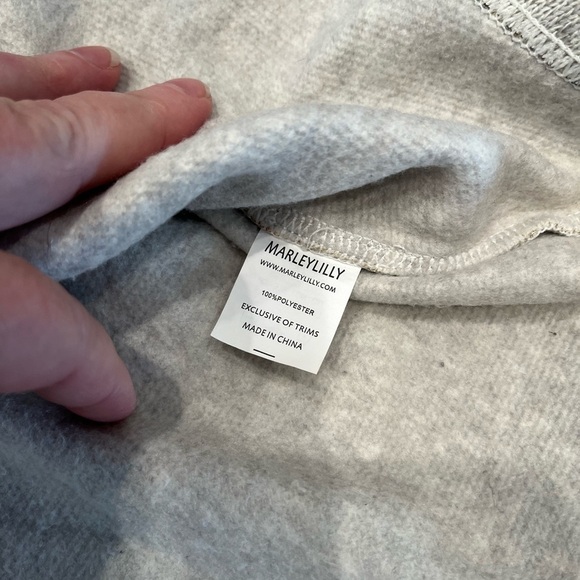 MARLEYLILLY
WWW.MARLEYLILLY.COM
100%POLYESTER
EXCLUSIVE OF TRIMS
MADE IN CHINA